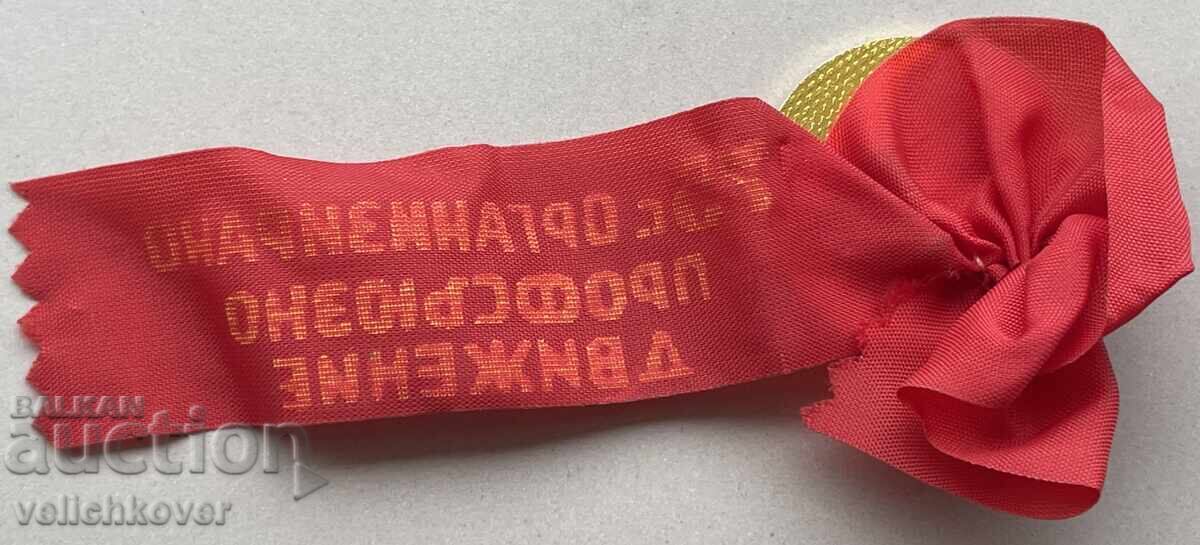 ОРГАНИЗИРАНО
ПРОФСЪЮЗНО
ДВИЖЕНИЕ
BALKAN
auction
velichkover